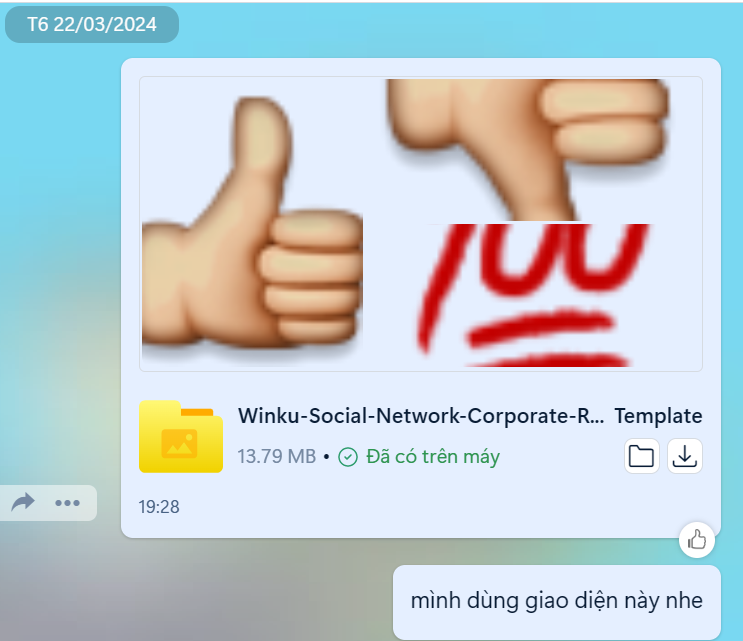 T6 22/03/2024
Winku-Social-Network-Corporate-R... Template
13.79 MB • Đã có trên máy
19:28
mình dùng giao diện này nhe